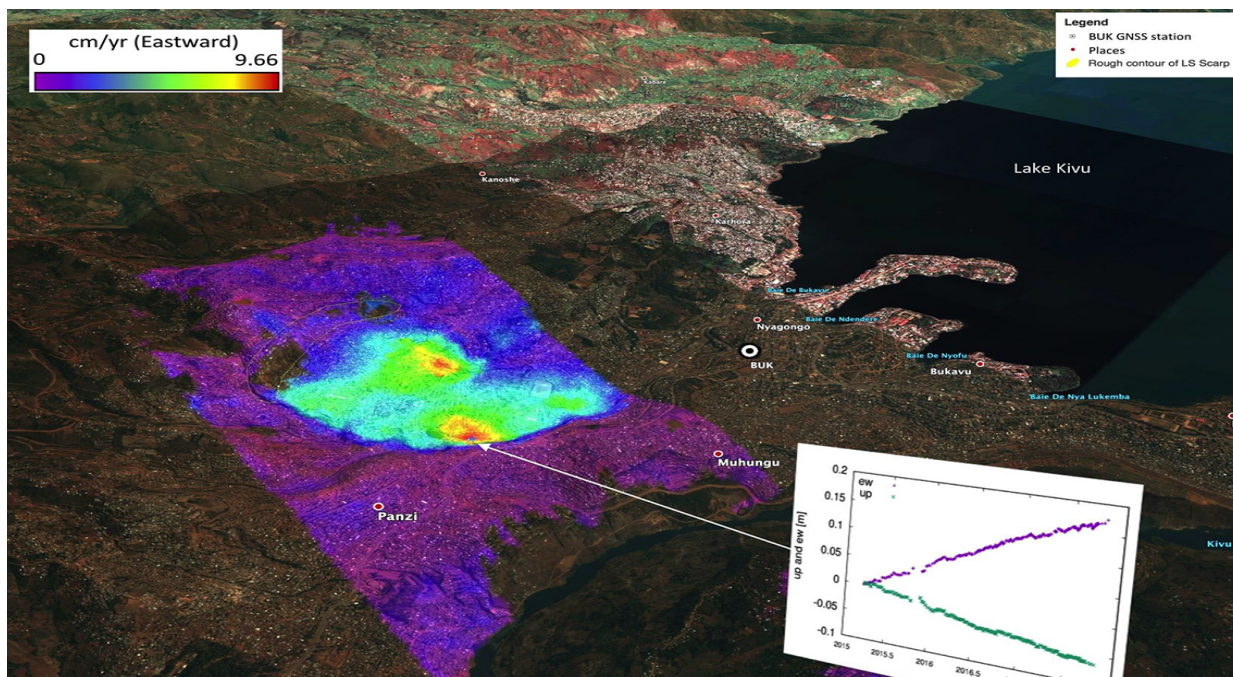 cm/yr (Eastward)
0 9.66
Legend
BUK GNSS station
Places
Rough contour of LS Scarp
Kabare
Lake Kivu
Kanoshe
Karhora
Baie De Bukavu
Nyagongo
Baie De Ndendere
BUK
Baie De Nyofu
Bukavu
Baie De Nya Lukemba
Muhungu
Panzi
Kivu
ew
up
up and ew [m]
0.2
0.15
0.1
0.05
0
-0.05
-0.1
2015
2015.5
2016
2016.5